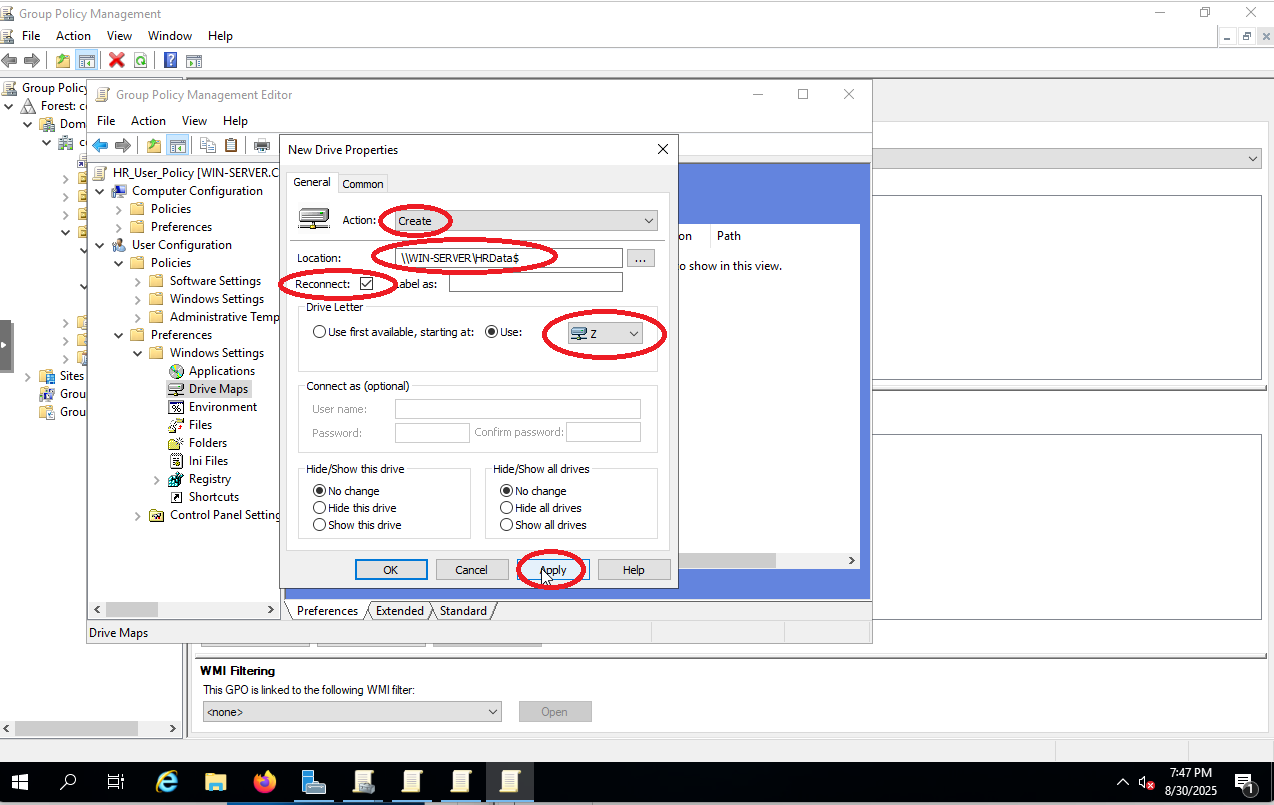 Group Policy Management
File Action View Window Help
Group Policy
Forest: c
Dom
c
Sites
Grou
Grou
Group Policy Management Editor
File Action View Help
HR_User_Policy [WIN-SERVER.C
Computer Configuration
Policies
Preferences
User Configuration
Policies
Software Settings
Windows Settings
Administrative Temp
Preferences
Windows Settings
Applications
Drive Maps
Environment
Files
Folders
Ini Files
Registry
Shortcuts
Control Panel Setting
on Path
o show in this view.
New Drive Properties
General Common
Action: Create
Location: \\WIN-SERVER\HRData$ ...
Reconnect: Label as:
Drive Letter
Use first available, starting at: Use: Z
Connect as (optional)
User name:
Password: Confirm password:
Hide/Show this drive
No change
Hide this drive
Show this drive
Hide/Show all drives
No change
Hide all drives
Show all drives
OK Cancel Apply Help
Preferences Extended Standard
Drive Maps
WMI Filtering
This GPO is linked to the following WMI filter:
<none> Open
7:47 PM
8/30/2025
1